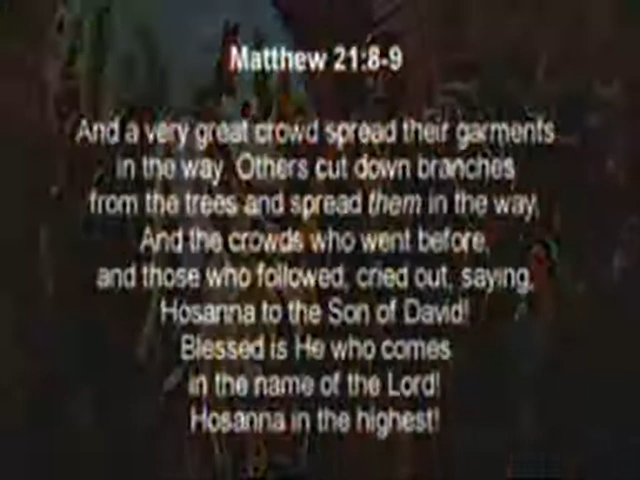 Matthew 21:8-9
And a very great crowd spread their garments
in the way. Others cut down branches
from the trees and spread them in the way.
And the crowds who went before,
and those who followed, cried out, saying,
Hosanna to the Son of David!
Blessed is He who comes
in the name of the Lord!
Hosanna in the highest!